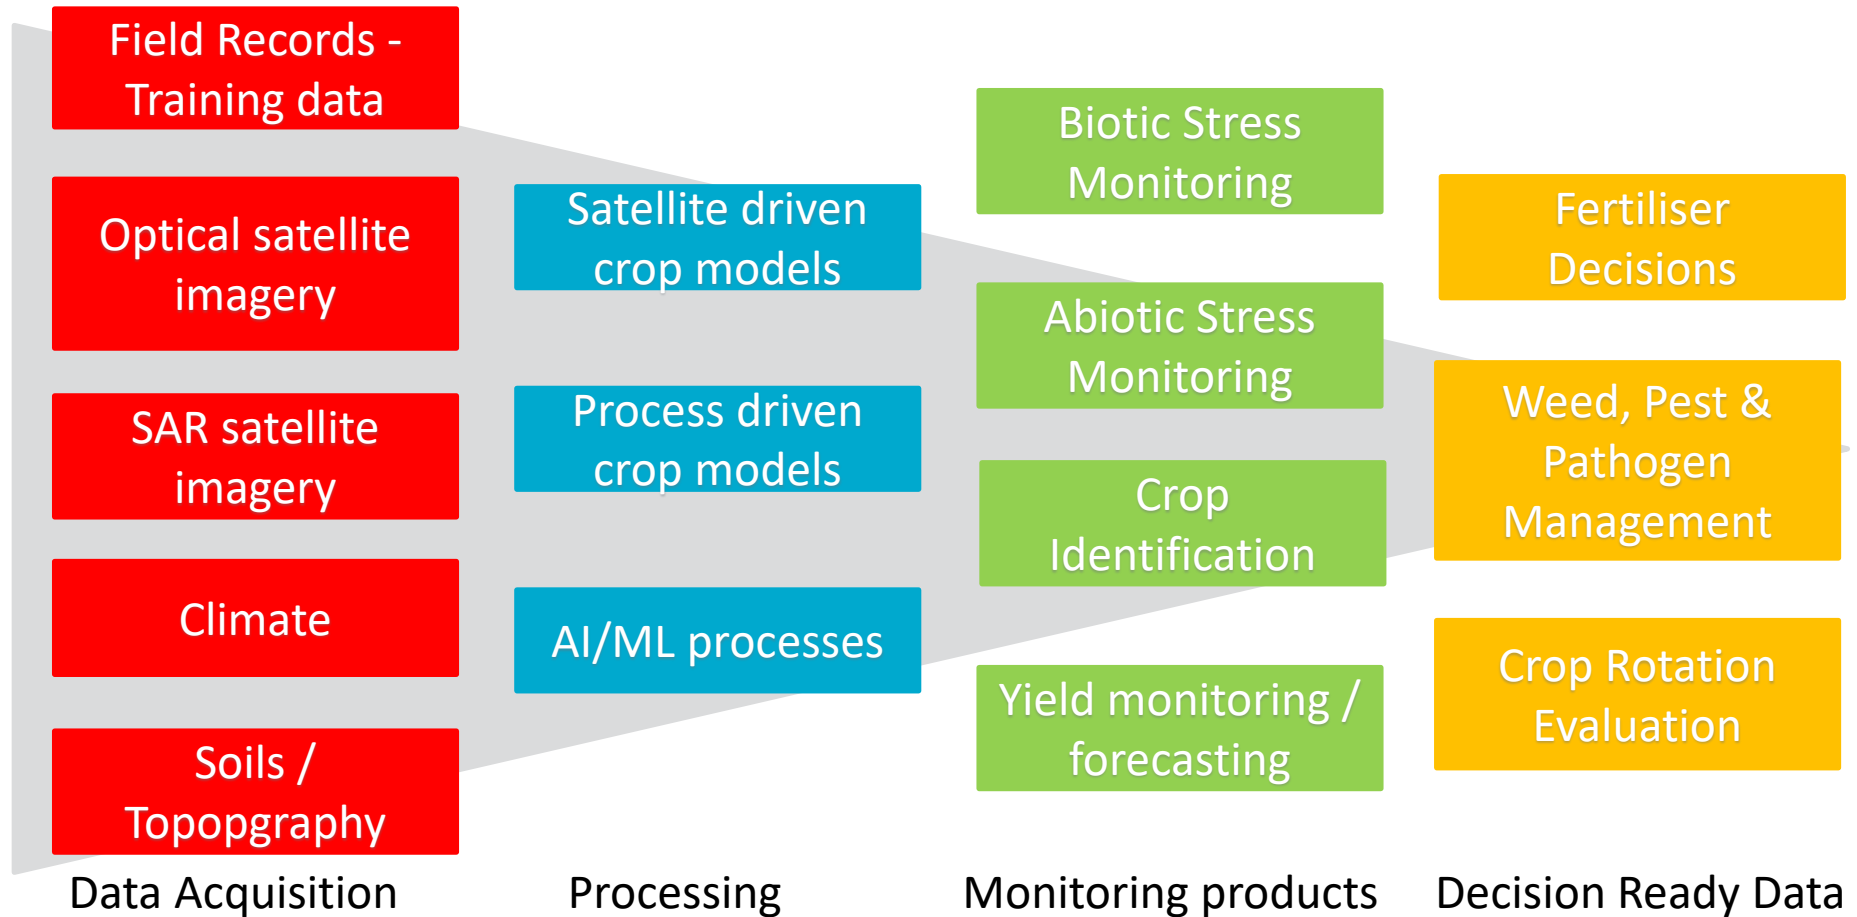 Field Records -
Training data
Optical satellite
imagery
SAR satellite
imagery
Climate
Soils /
Topopgraphy
Data Acquisition
Satellite driven
crop models
Process driven
crop models
AI/ML processes
Processing
Biotic Stress
Monitoring
Abiotic Stress
Monitoring
Crop
Identification
Yield monitoring /
forecasting
Monitoring products
Fertiliser
Decisions
Weed, Pest &
Pathogen
Management
Crop Rotation
Evaluation
Decision Ready Data